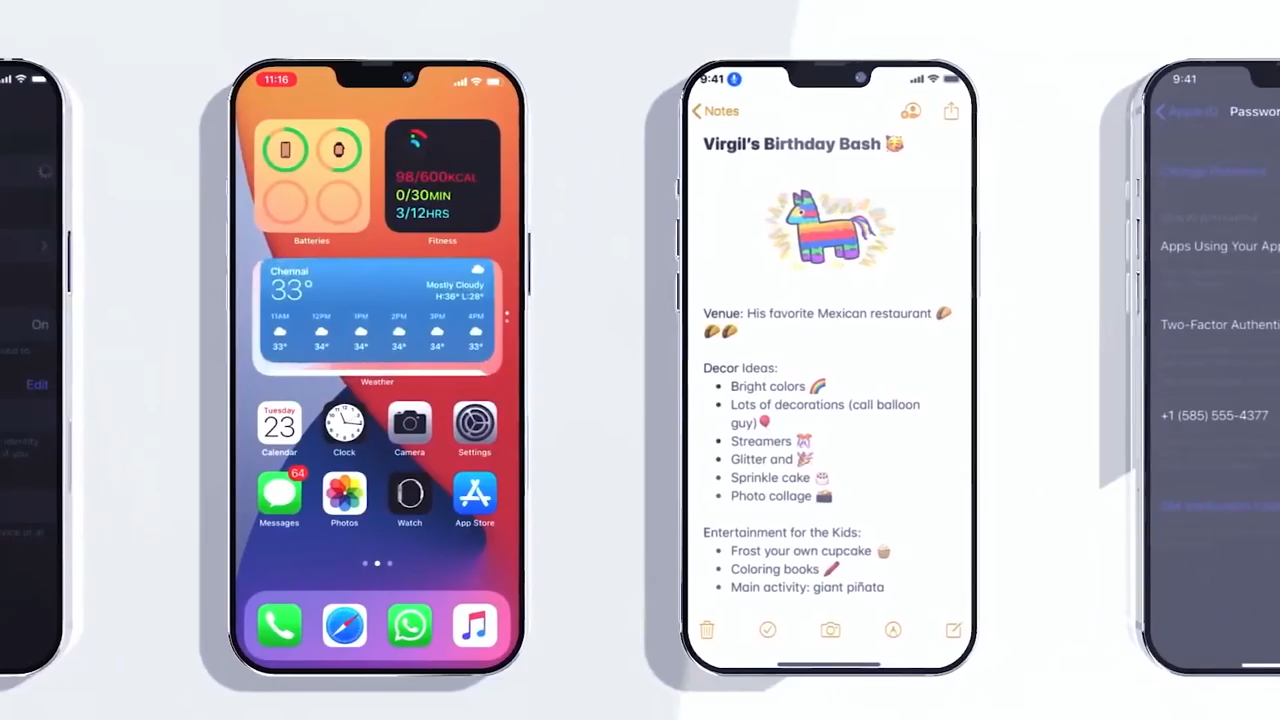 On
Edit
11:16
Batteries
98/600KCAL
0/30MIN
3/12HRS
Fitness
Chennai
33°
Mostly Cloudy
H:36° L:28°
11AM 12PM 1PM 2PM 3PM 4PM
33° 34° 34° 34° 34° 33°
Weather
Tuesday
23
Calendar
Clock
Camera
Settings
64
Messages
Photos
Watch
App Store
9:41
Notes
Virgil's Birthday Bash 🥳
Venue: His favorite Mexican restaurant 🌮
🌮🌮
Decor Ideas:
• Bright colors 🌈
• Lots of decorations (call balloon
guy)🎈
• Streamers 🎊
• Glitter and 🎉
• Sprinkle cake 🎂
• Photo collage 📸
Entertainment for the Kids:
• Frost your own cupcake 🧁
• Coloring books 🖍️
• Main activity: giant piñata
9:41
Passwor
Apps Using Your App
Two-Factor Authenti
+1 (585) 555-4377